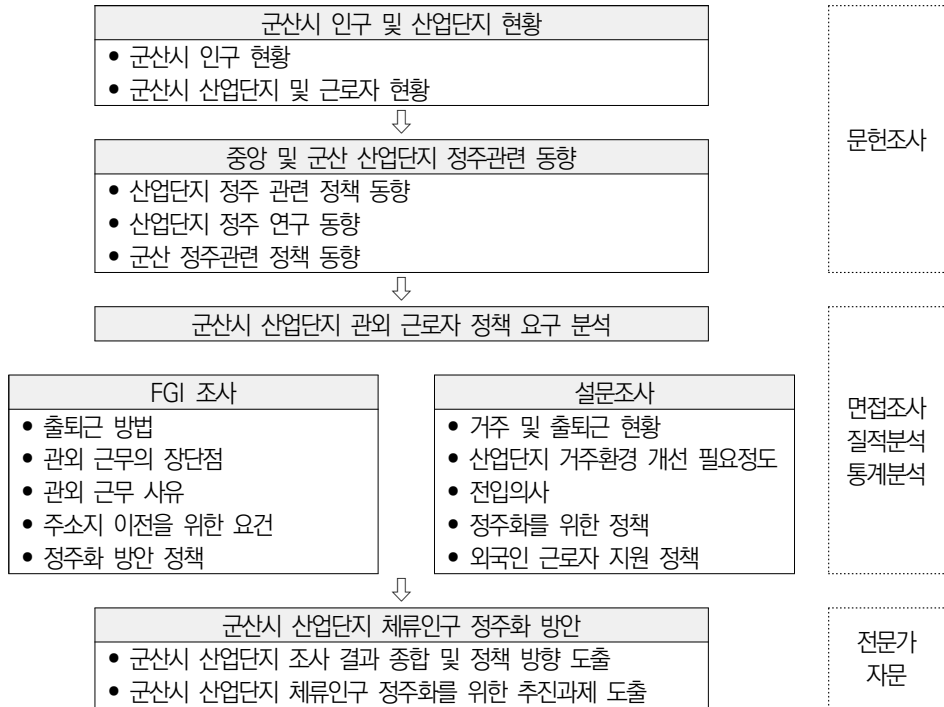 군산시 인구 및 산업단지 현황
• 군산시 인구 현황
• 군산시 산업단지 및 근로자 현황
문헌조사
중앙 및 군산 산업단지 정주관련 동향
• 산업단지 정주 관련 정책 동향
• 산업단지 정주 연구 동향
• 군산 정주관련 정책 동향
군산시 산업단지 관외 근로자 정책 요구 분석
FGI 조사
• 출퇴근 방법
• 관외 근무의 장단점
• 관외 근무 사유
• 주소지 이전을 위한 요건
• 정주화 방안 정책
설문조사
• 거주 및 출퇴근 현황
• 산업단지 거주환경 개선 필요정도
• 전입의사
• 정주화를 위한 정책
• 외국인 근로자 지원 정책
면접조사
질적분석
통계분석
군산시 산업단지 체류인구 정주화 방안
• 군산시 산업단지 조사 결과 종합 및 정책 방향 도출
• 군산시 산업단지 체류인구 정주화를 위한 추진과제 도출
전문가
자문